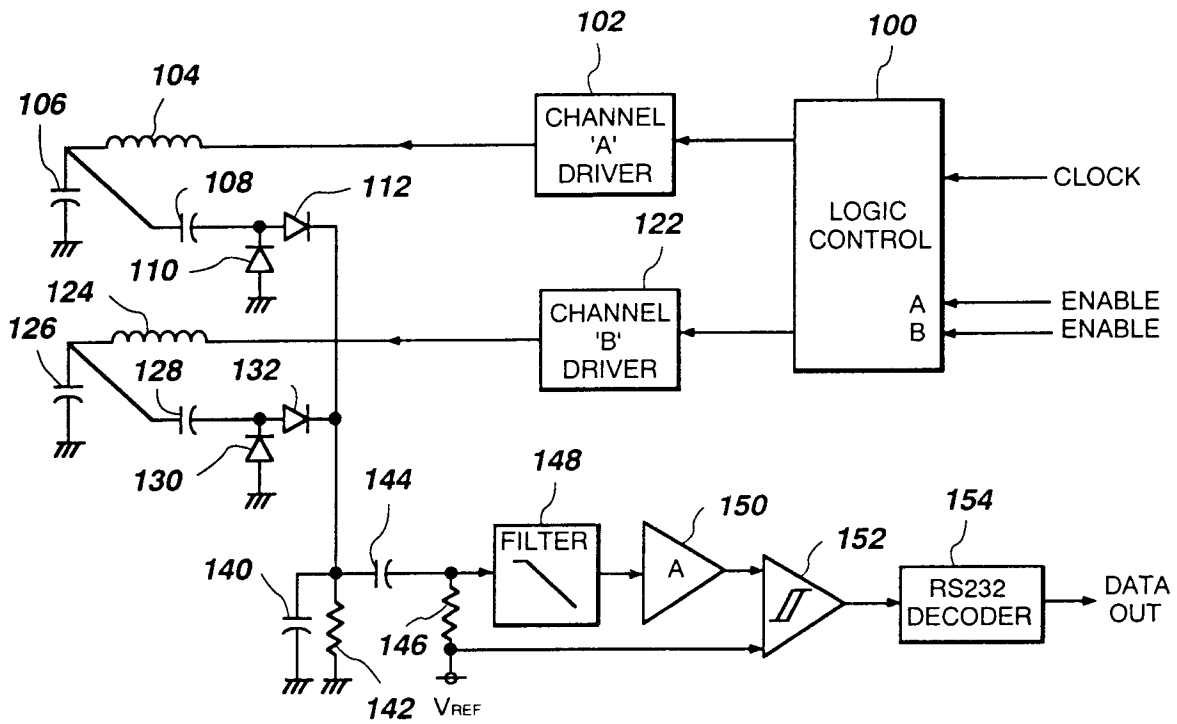 102
100
104
106
CHANNEL
'A'
DRIVER
108
112
CLOCK
LOGIC
CONTROL
122
110
124
A
ENABLE
126
CHANNEL
'B'
DRIVER
B
ENABLE
128
132
130
144
148
150
154
FILTER
152
140
A
RS232
DECODER
DATA
OUT
146
142
VREF